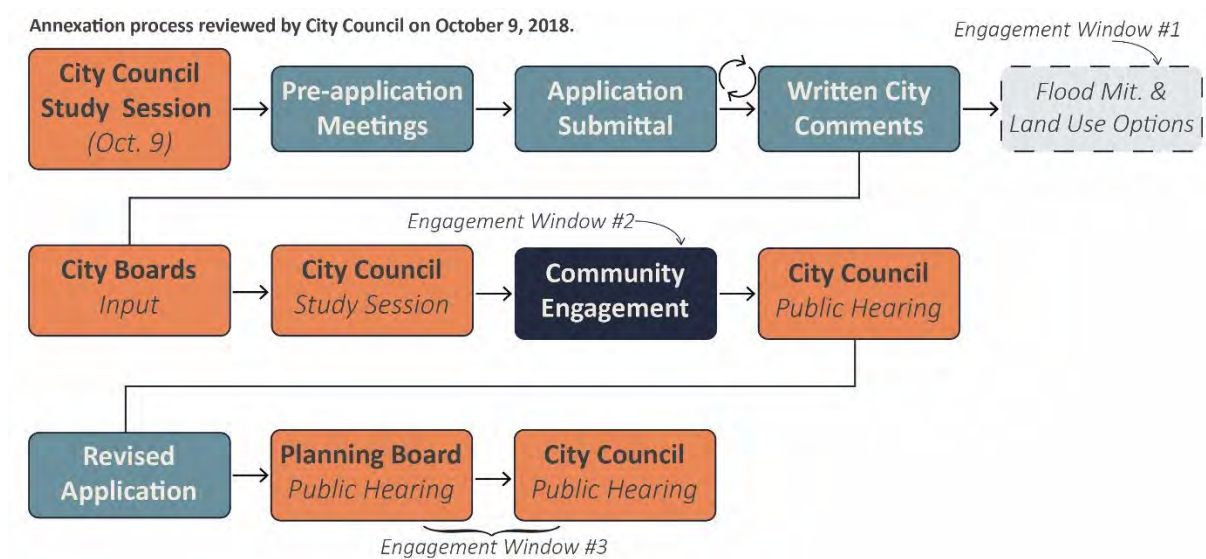 Annexation process reviewed by City Council on October 9, 2018.
Engagement Window #1
City Council
Study Session
(Oct. 9)
Pre-application
Meetings
Application
Submittal
Written City
Comments
Flood Mit. &
Land Use Options
Engagement Window #2
City Boards
Input
City Council
Study Session
Community
Engagement
City Council
Public Hearing
Revised
Application
Planning Board
Public Hearing
City Council
Public Hearing
Engagement Window #3